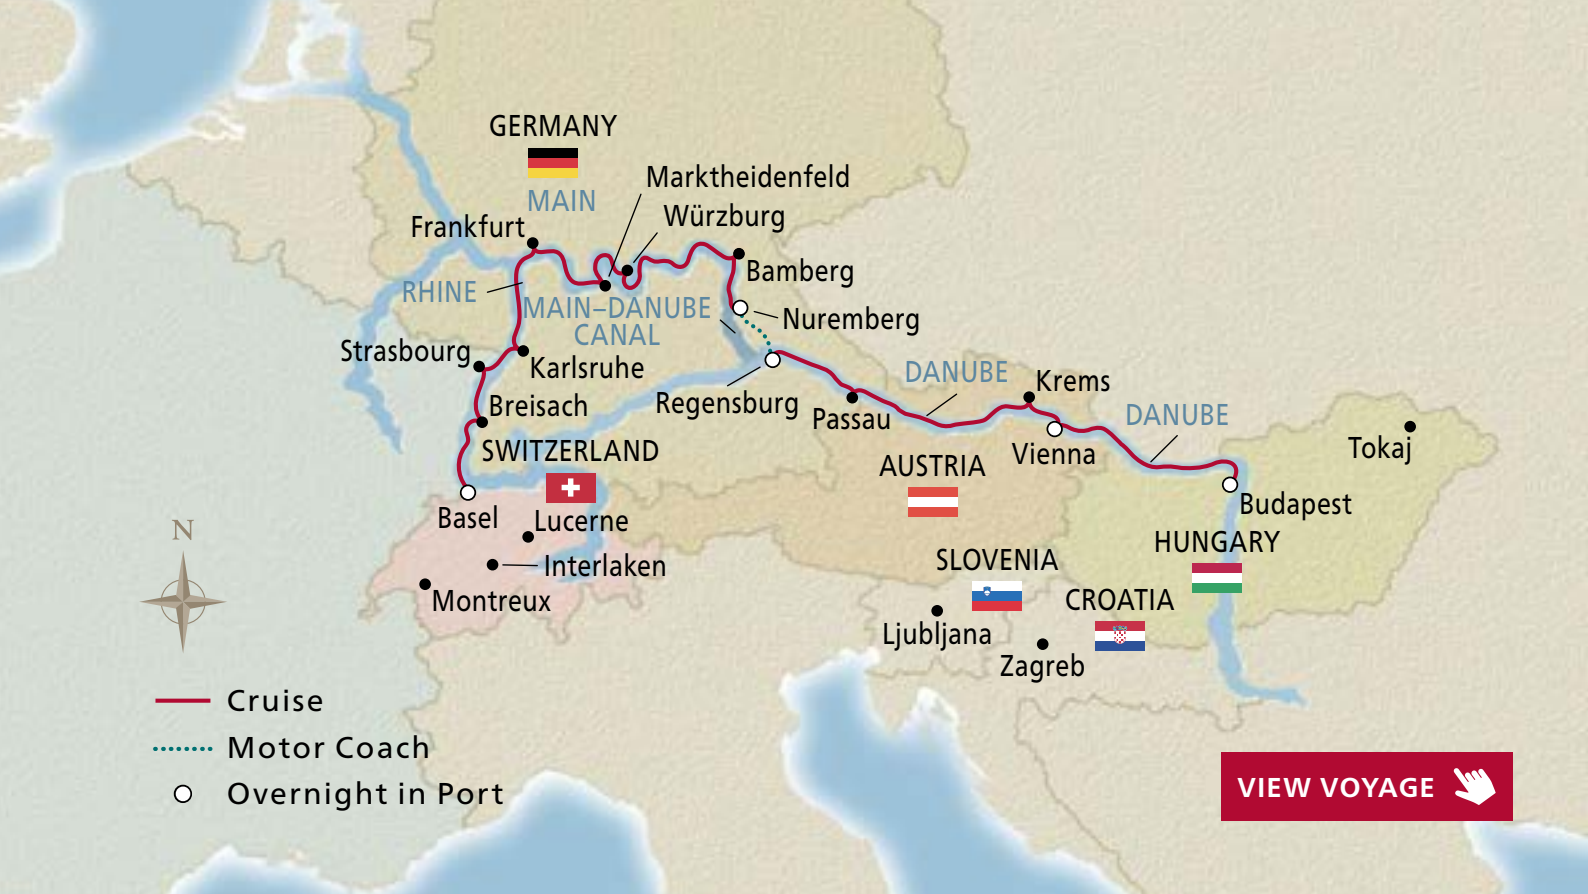 GERMANY
MAIN
Marktheidenfeld
Würzburg
Frankfurt
Bamberg
RHINE
MAIN–DANUBE
CANAL
Nuremberg
Strasbourg
Karlsruhe
DANUBE
Krems
Breisach
Regensburg
Passau
DANUBE
Tokaj
SWITZERLAND
AUSTRIA
Vienna
Basel
Lucerne
Budapest
N
HUNGARY
Interlaken
SLOVENIA
Montreux
CROATIA
Ljubljana
Zagreb
Cruise
Motor Coach
Overnight in Port
VIEW VOYAGE